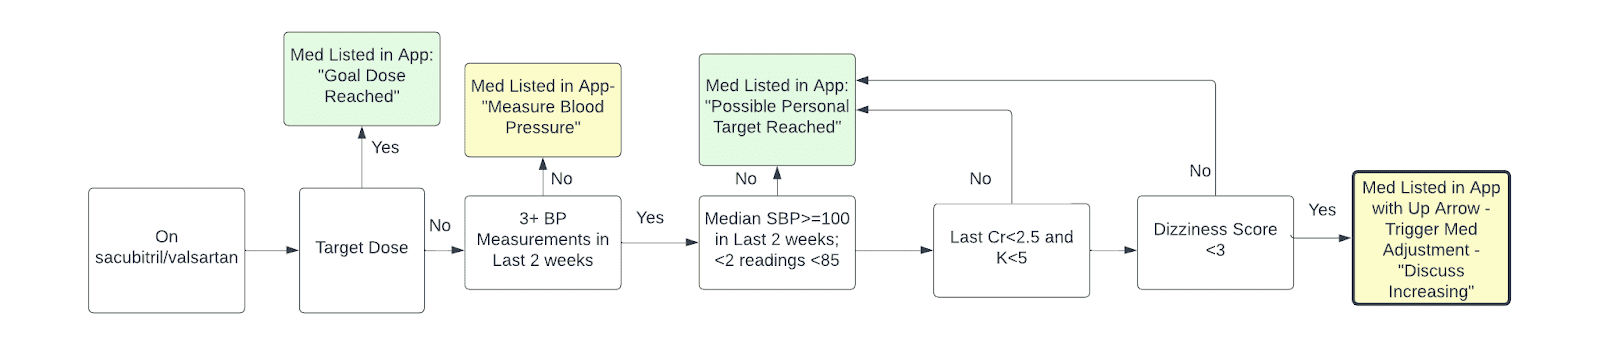 Med Listed in App:
"Goal Dose
Reached"
Med Listed in App-
"Measure Blood
Pressure"
Med Listed in App:
"Possible Personal
Target Reached"
Yes
No
No
No
No
On
sacubitril/valsartan
Target Dose
No
3+ BP
Measurements in
Last 2 weeks
Yes
Median SBP>=100
in Last 2 weeks;
<2 readings <85
Last Cr<2.5 and
K<5
Dizziness Score
<3
Yes
Med Listed in App
with Up Arrow -
Trigger Med
Adjustment -
"Discuss
Increasing"